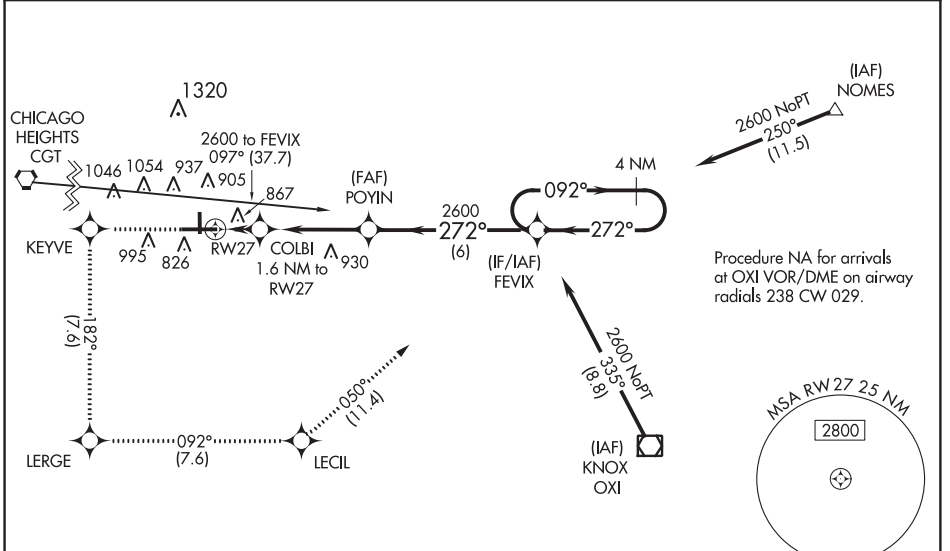 1320
CHICAGO
HEIGHTS
CGT
1046
1054
937
905
2600 to FEVIX
097° (37.7)
867
(FAF)
POYIN
4 NM
092°
272°
2600 NoPT
250°
(11.5)
(IAF)
NOMES
KEYVE
995
826
RW27
COLBI
1.6 NM to
RW27
930
2600
272°
(6)
(IF/IAF)
FEVIX
Procedure NA for arrivals
at OXI VOR/DME on airway
radials 238 CW 029.
182°
(7.6)
LERGE
092°
(7.6)
LECIL
050°
(11.4)
2600 NoPT
335°
(8.8)
(IAF)
KNOX
OXI
MSA RW27 25 NM
2800